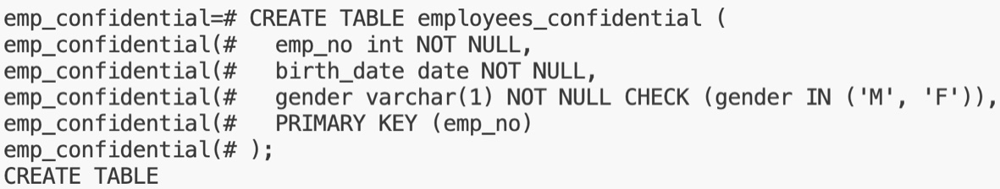 emp_confidential=# CREATE TABLE employees_confidential (
emp_confidential(#   emp_no int NOT NULL,
emp_confidential(#   birth_date date NOT NULL,
emp_confidential(#   gender varchar(1) NOT NULL CHECK (gender IN ('M', 'F')),
emp_confidential(#   PRIMARY KEY (emp_no)
emp_confidential(# );
CREATE TABLE